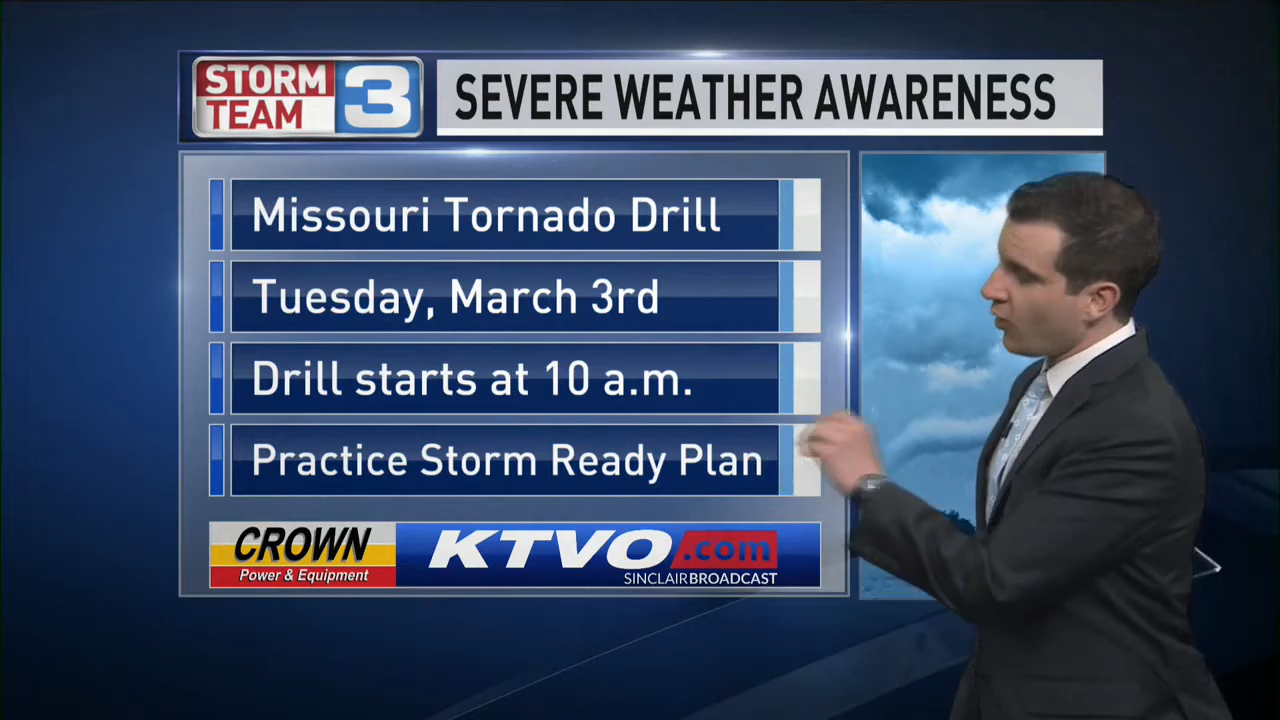 STORM TEAM 3
SEVERE WEATHER AWARENESS
Missouri Tornado Drill
Tuesday, March 3rd
Drill starts at 10 a.m.
Practice Storm Ready Plan
CROWN
Power & Equipment
KTVO.com
SINCLAIRBROADCAST